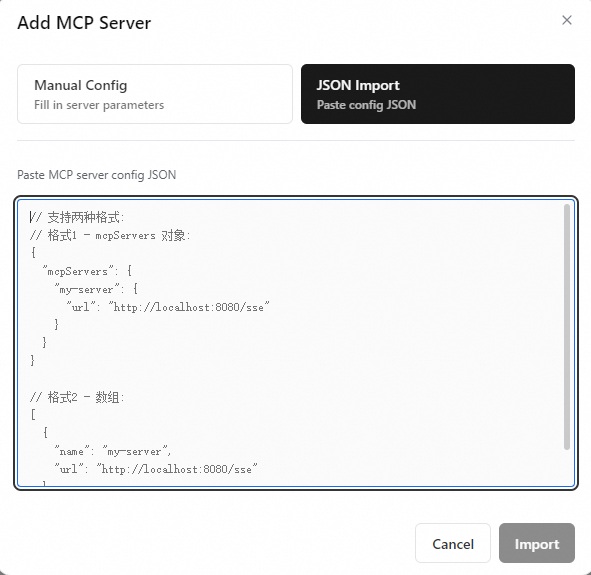 Add MCP Server
Manual Config
Fill in server parameters
JSON Import
Paste config JSON
Paste MCP server config JSON
// 支持两种格式:
// 格式1 - mcpServers 对象:
{
  "mcpServers": {
    "my-server": {
      "url": "http://localhost:8080/sse"
    }
  }
}

// 格式2 - 数组:
[
  {
    "name": "my-server",
    "url": "http://localhost:8080/sse"
Cancel
Import